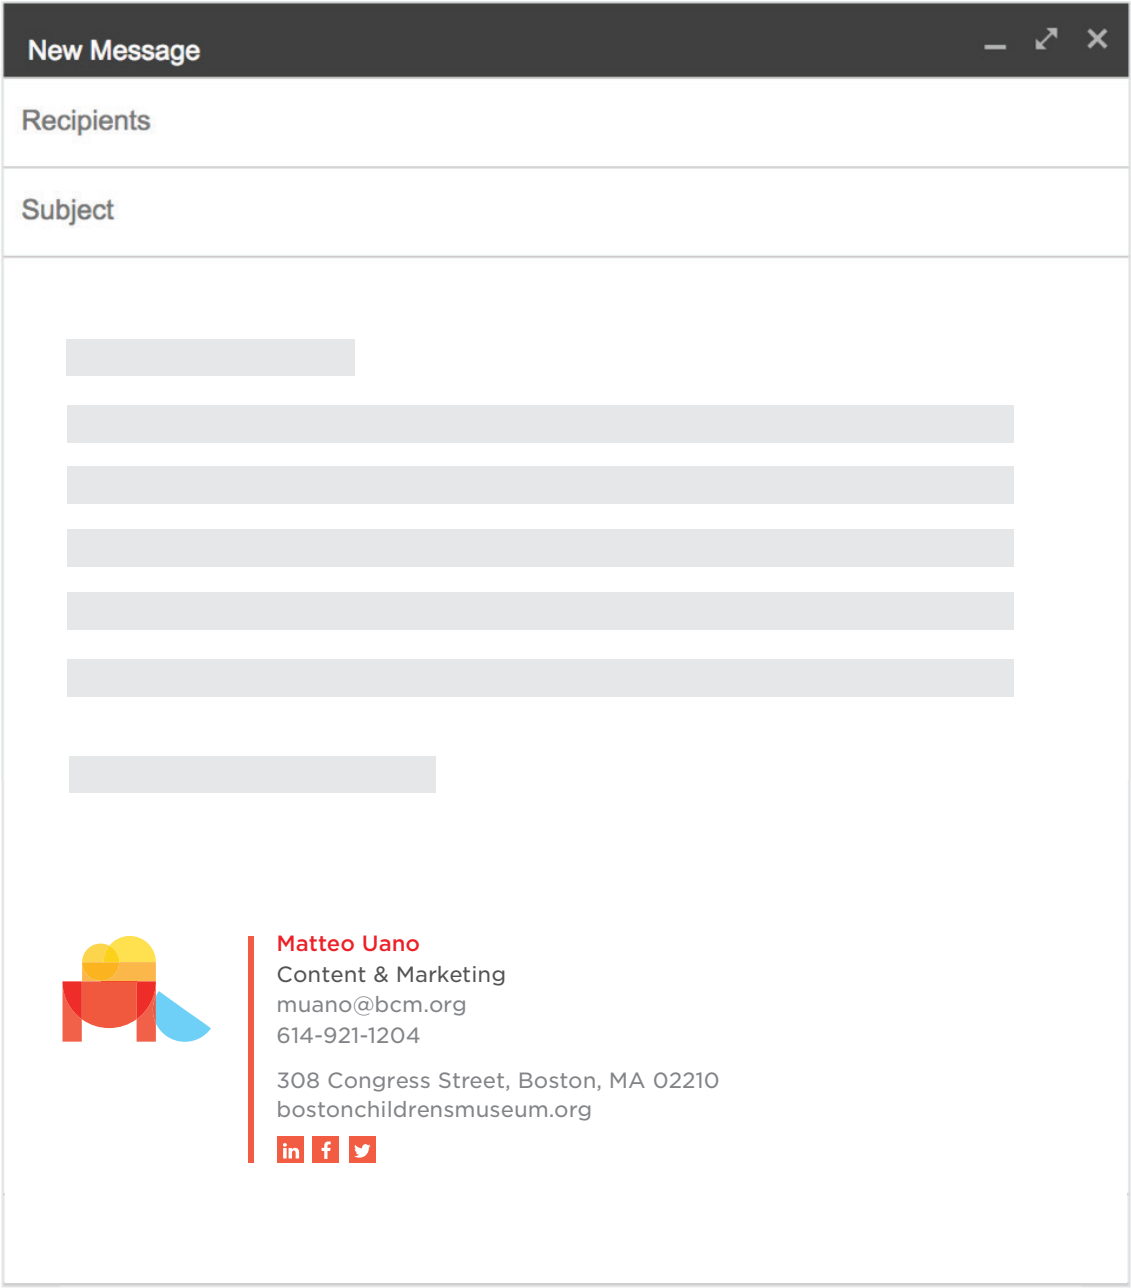 New Message
Recipients
Subject
Matteo Uano
Content & Marketing
muano@bcm.org
614-921-1204
308 Congress Street, Boston, MA 02210
bostonchildrensmuseum.org
in f